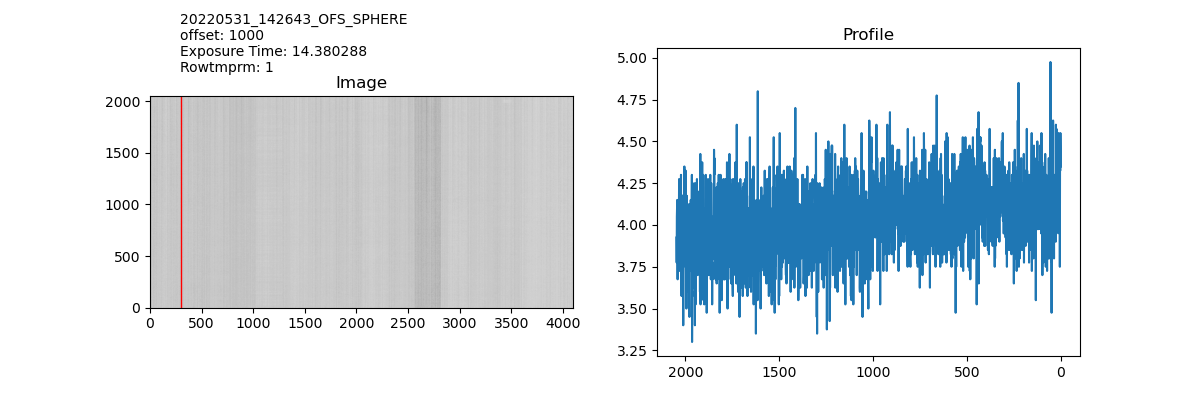 20220531_142643_OFS_SPHERE
offset: 1000
Exposure Time: 14.380288
Rowtmprm: 1
Image
2000
1500
1000
500
0
0 500 1000 1500 2000 2500 3000 3500 4000
Profile
5.00
4.75
4.50
4.25
4.00
3.75
3.50
3.25
2000 1500 1000 500 0